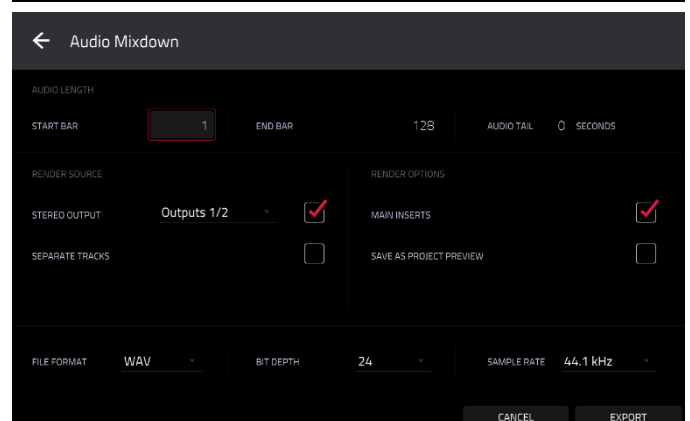 Audio Mixdown
AUDIO LENGTH
START BAR 1 END BAR 128 AUDIO TAIL 0 SECONDS
RENDER SOURCE RENDER OPTIONS
STEREO OUTPUT Outputs 1/2 MAIN INSERTS
SEPARATE TRACKS SAVE AS PROJECT PREVIEW
FILE FORMAT WAV BIT DEPTH 24 SAMPLE RATE 44.1 kHz
CANCEL EXPORT